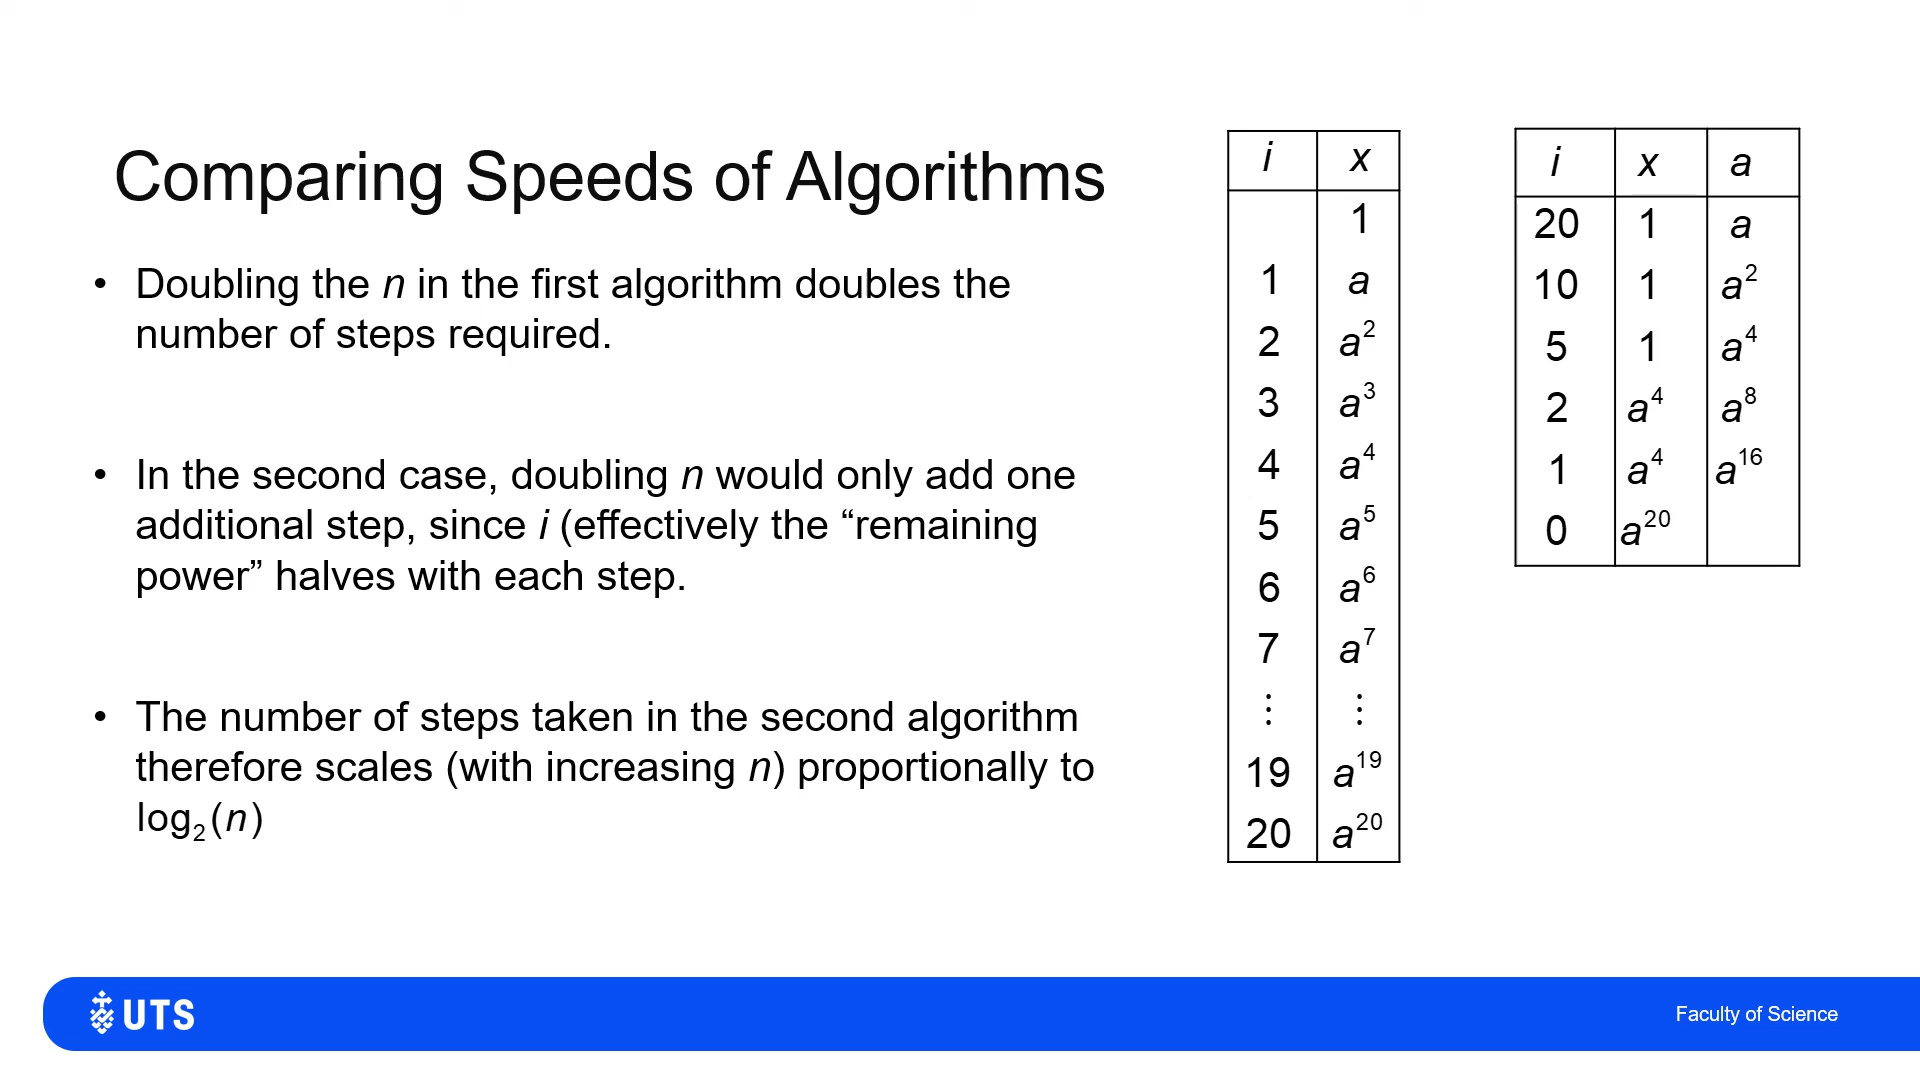 Comparing Speeds of Algorithms
• Doubling the n in the first algorithm doubles the
number of steps required.
• In the second case, doubling n would only add one
additional step, since i (effectively the “remaining
power” halves with each step.
• The number of steps taken in the second algorithm
therefore scales (with increasing n) proportionally to
log₂(n)
i x
1
1 a
2 a²
3 a³
4 a⁴
5 a⁵
6 a⁶
7 a⁷
⋮ ⋮
19 a¹⁹
20 a²⁰
i x a
20 1 a
10 1 a²
5 1 a⁴
2 a⁴ a⁸
1 a⁴ a¹⁶
0 a²⁰
UTS
Faculty of Science